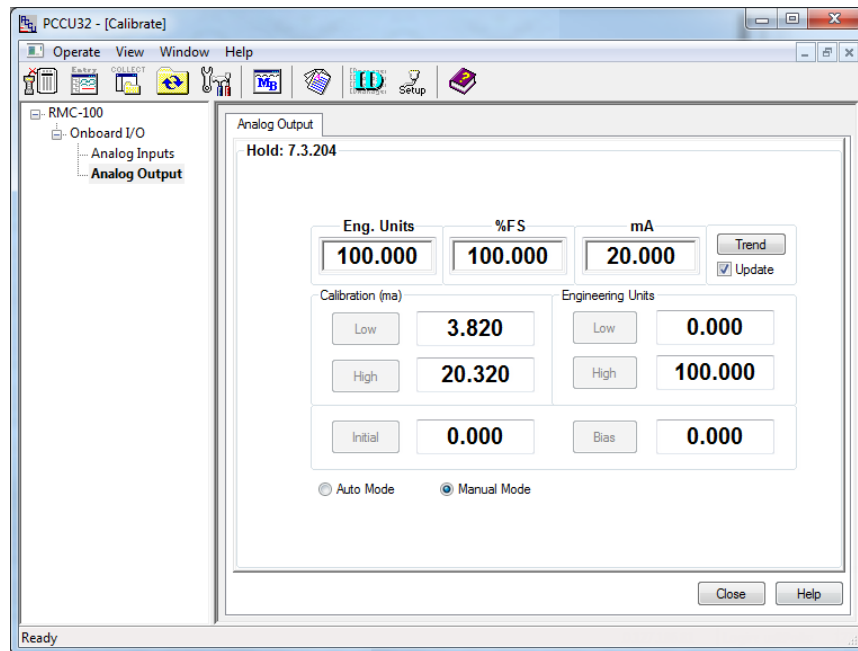 PCCU32 - [Calibrate]
Operate View Window Help
Entry COLLECT MB ID Setup
RMC-100
Onboard I/O
Analog Inputs
Analog Output
Analog Output
Hold: 7.3.204
Eng. Units %FS mA
100.000 100.000 20.000 Trend
Update
Calibration (ma) Engineering Units
Low 3.820 Low 0.000
High 20.320 High 100.000
Initial 0.000 Bias 0.000
Auto Mode Manual Mode
Close Help
Ready